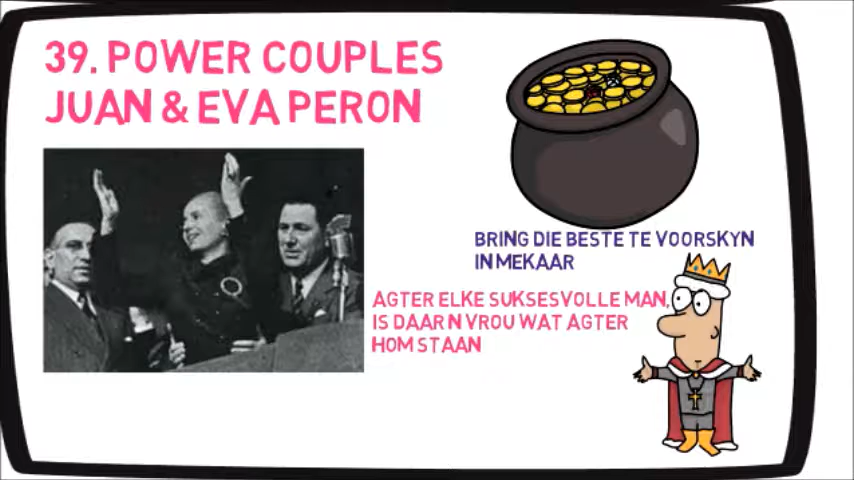 39. POWER COUPLES
JUAN & EVA PERON
BRING DIE BESTE TE VOORSKYN
IN MEKAAR
AGTER ELKE SUKSESVOLLE MAN,
IS DAAR N VROU WAT AGTER
HOM STAAN